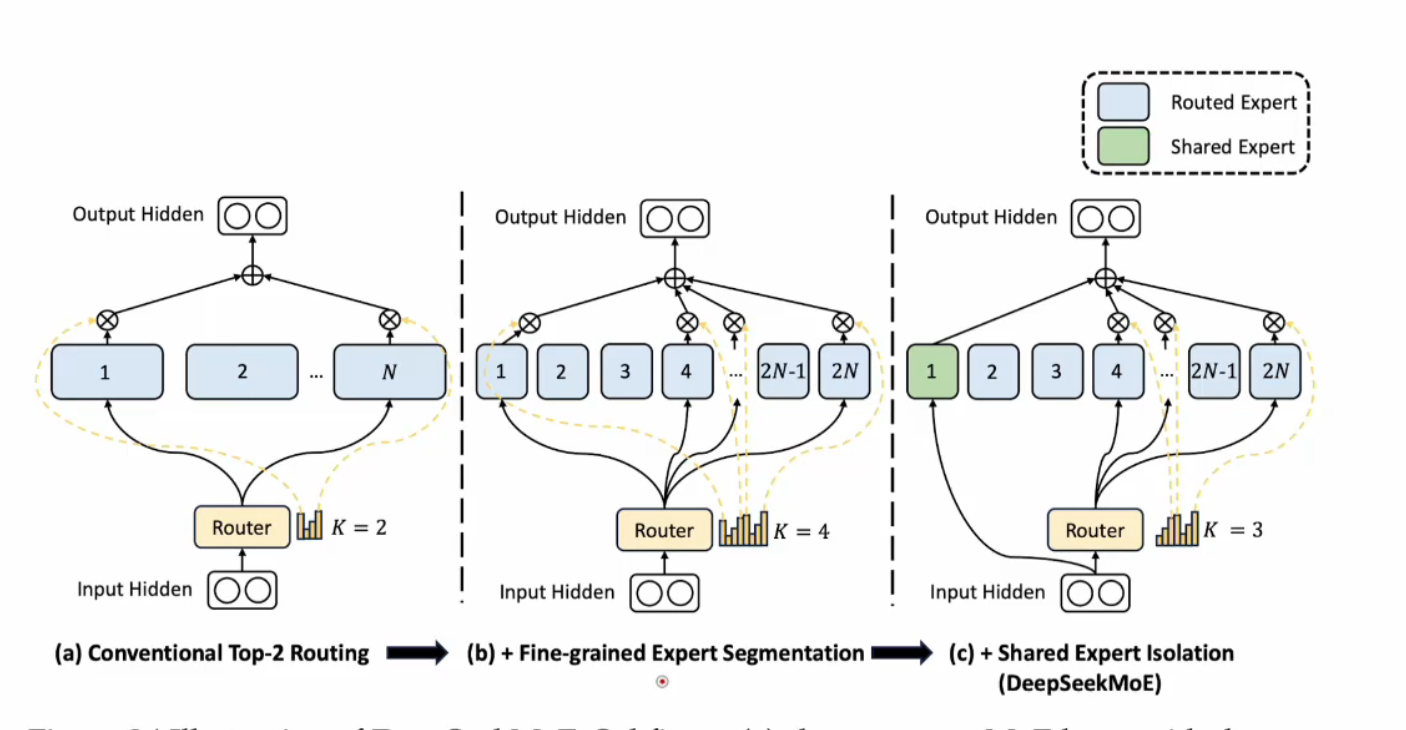 Routed Expert
Shared Expert
Output Hidden
1
2
...
N
Router
K = 2
Input Hidden
(a) Conventional Top-2 Routing
Output Hidden
1
2
3
4
...
2N-1
2N
Router
K = 4
Input Hidden
(b) + Fine-grained Expert Segmentation
Output Hidden
1
2
3
4
...
2N-1
2N
Router
K = 3
Input Hidden
(c) + Shared Expert Isolation
(DeepSeekMoE)